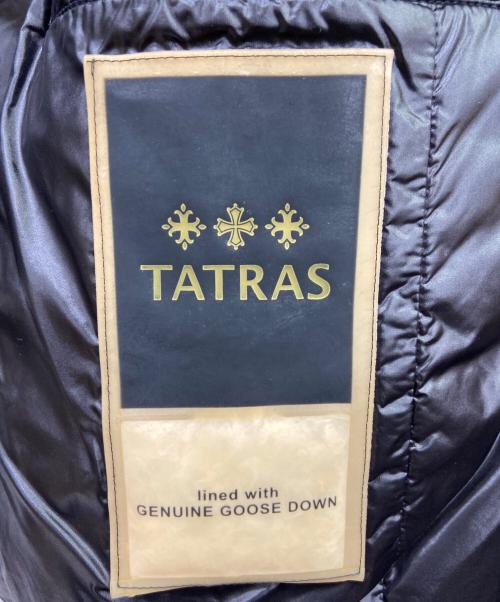 TATRAS
lined with
GENUINE GOOSE DOWN